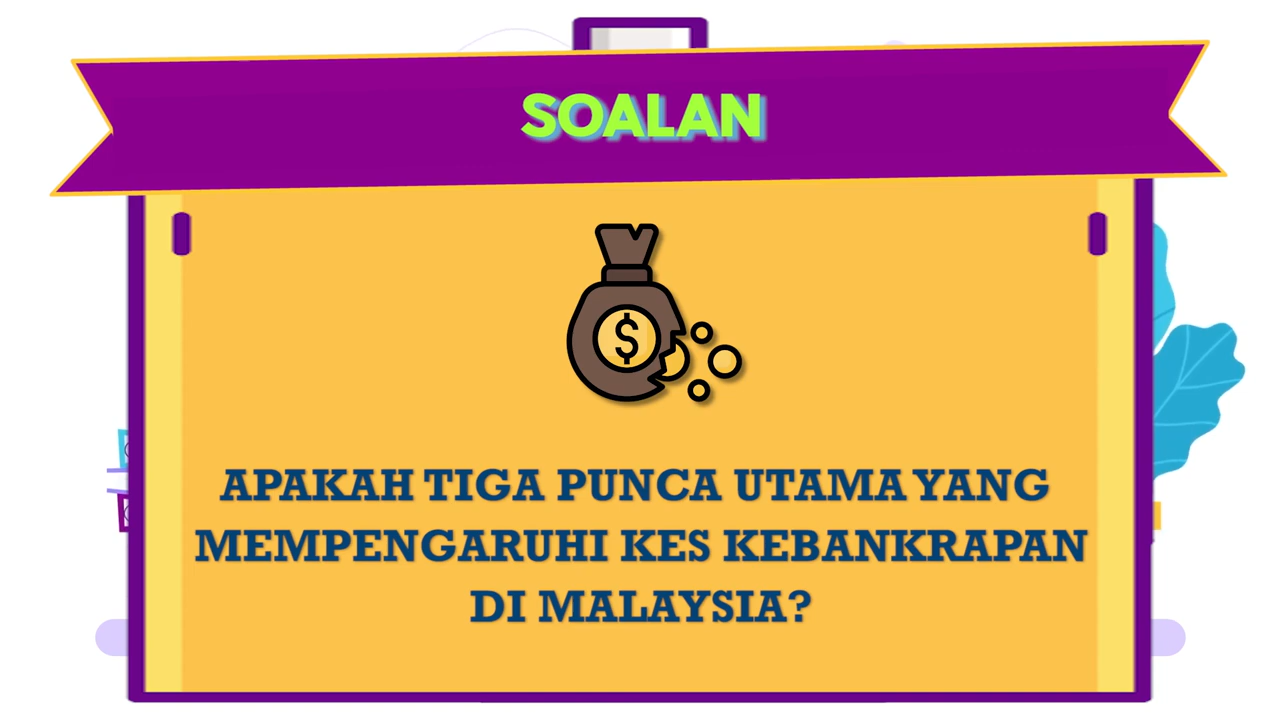 SOALAN
$
APAKAH TIGA PUNCA UTAMA YANG
MEMPENGARUHI KES KEBANKRAPAN
DI MALAYSIA?